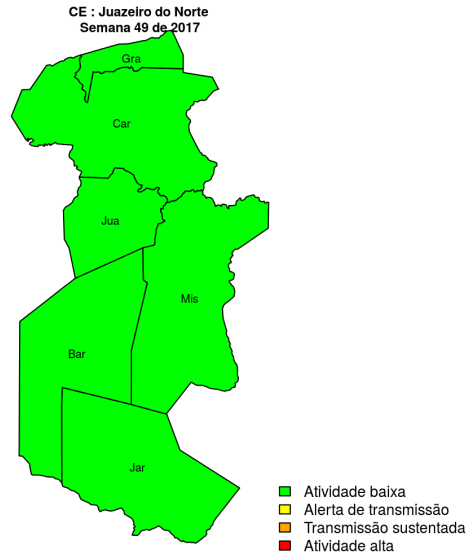 CE : Juazeiro do Norte
Semana 49 de 2017
Gra
Car
Jua
Mis
Bar
Jar
Atividade baixa
Alerta de transmissão
Transmissão sustentada
Atividade alta